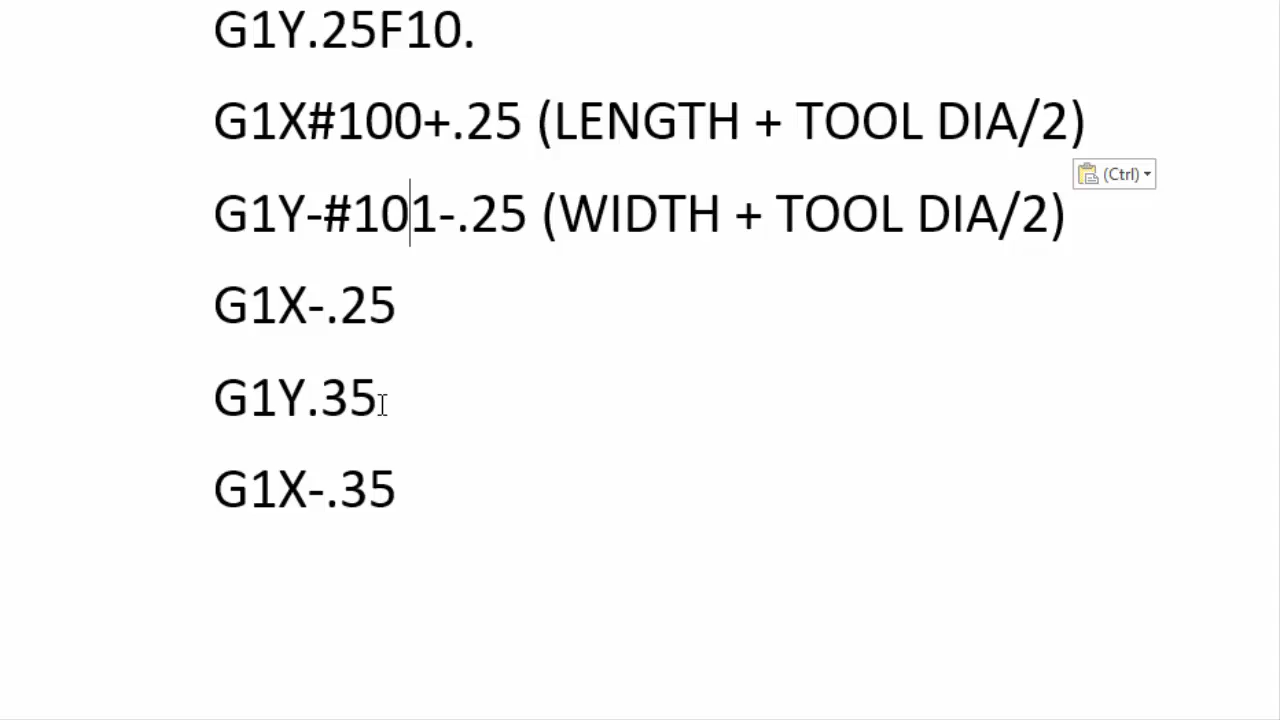 G1Y.25F10.
G1X#100+.25 (LENGTH + TOOL DIA/2)
(Ctrl)
G1Y-#101-.25 (WIDTH + TOOL DIA/2)
G1X-.25
G1Y.35
G1X-.35